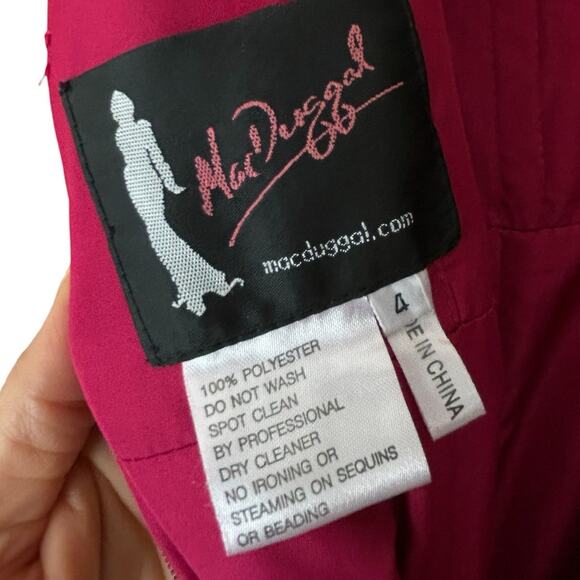 MacDuggal
macduggal.com
4
DE IN CHINA
100% POLYESTER
DO NOT WASH
SPOT CLEAN
BY PROFESSIONAL
DRY CLEANER
NO IRONING OR
STEAMING ON SEQUINS
OR BEADING